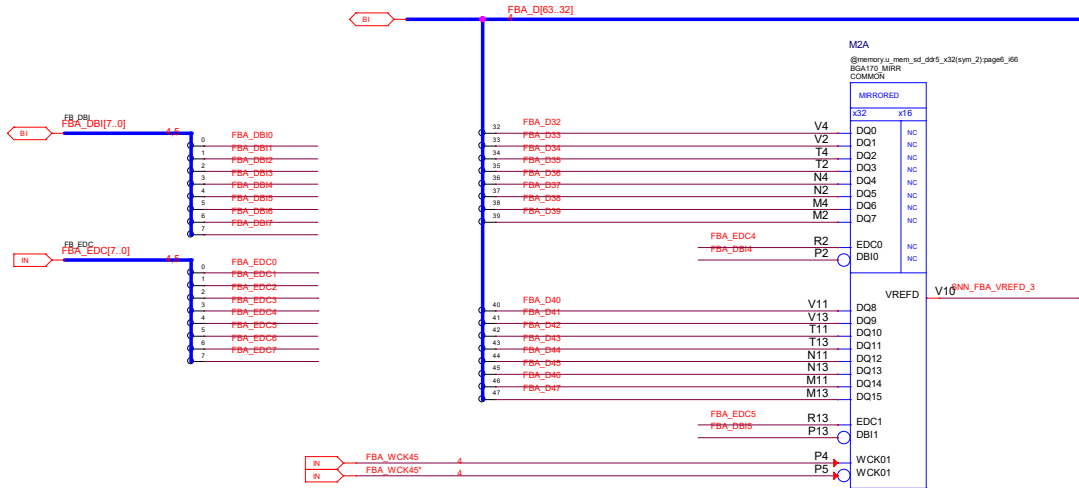 BI
FBA_D[63..32]
4
M2A
@memory.u_mem_sd_ddr5_x32(sym_2):page6_i66
BGA170_MIRR
COMMON
MIRRORED
x32 x16
FB_DBI
BI
FBA_DBI[7..0]
4,5
0 FBA_DBI0
1 FBA_DBI1
2 FBA_DBI2
3 FBA_DBI3
4 FBA_DBI4
5 FBA_DBI5
6 FBA_DBI6
7 FBA_DBI7
FB_EDC
IN
FBA_EDC[7..0]
4,5
0 FBA_EDC0
1 FBA_EDC1
2 FBA_EDC2
3 FBA_EDC3
4 FBA_EDC4
5 FBA_EDC5
6 FBA_EDC6
7 FBA_EDC7
32 FBA_D32 V4 DQ0 NC
33 FBA_D33 V2 DQ1 NC
34 FBA_D34 T4 DQ2 NC
35 FBA_D35 T2 DQ3 NC
36 FBA_D36 N4 DQ4 NC
37 FBA_D37 N2 DQ5 NC
38 FBA_D38 M4 DQ6 NC
39 FBA_D39 M2 DQ7 NC
FBA_EDC4 R2 EDC0 NC
FBA_DBI4 P2 DBI0 NC
VREFD V10 SNN_FBA_VREFD_3
40 FBA_D40 V11 DQ8
41 FBA_D41 V13 DQ9
42 FBA_D42 T11 DQ10
43 FBA_D43 T13 DQ11
44 FBA_D44 N11 DQ12
45 FBA_D45 N13 DQ13
46 FBA_D46 M11 DQ14
47 FBA_D47 M13 DQ15
FBA_EDC5 R13 EDC1
FBA_DBI5 P13 DBI1
IN FBA_WCK45 4 P4 WCK01
IN FBA_WCK45* 4 P5 WCK01